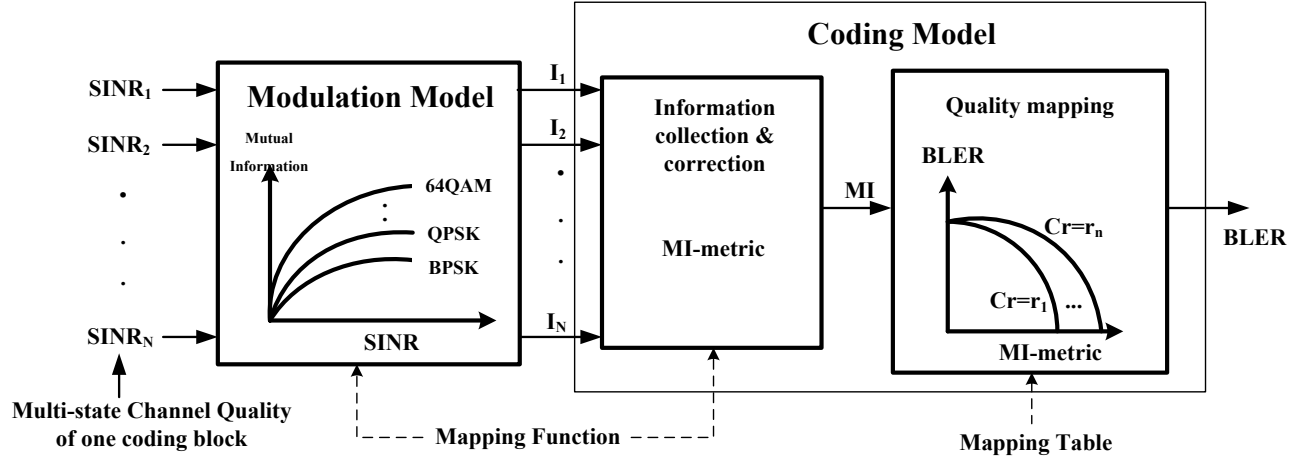 Coding Model
SINR1
SINR2
.
.
.
SINRN
Multi-state Channel Quality
of one coding block
Modulation Model
Mutual
Information
64QAM
⋮
QPSK
BPSK
SINR
I1
I2
.
.
.
IN
Information
collection &
correction
MI-metric
MI
Quality mapping
BLER
Cr=rn
Cr=r1
...
MI-metric
BLER
Mapping Function
Mapping Table